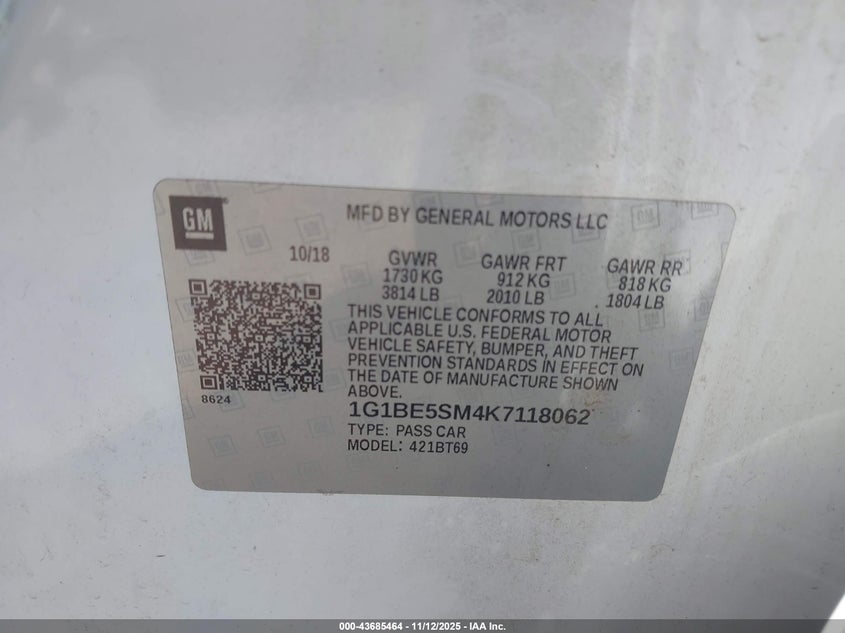 GM
MFD BY GENERAL MOTORS LLC
10/18
GVWR
1730 KG
3814 LB
GAWR FRT
912 KG
2010 LB
GAWR RR
818 KG
1804 LB
THIS VEHICLE CONFORMS TO ALL
APPLICABLE U.S. FEDERAL MOTOR
VEHICLE SAFETY, BUMPER, AND THEFT
PREVENTION STANDARDS IN EFFECT ON
THE DATE OF MANUFACTURE SHOWN
ABOVE.
8624
1G1BE5SM4K7118062
TYPE: PASS CAR
MODEL: 421BT69
000-43685464 - 11/12/2025 - IAA Inc.